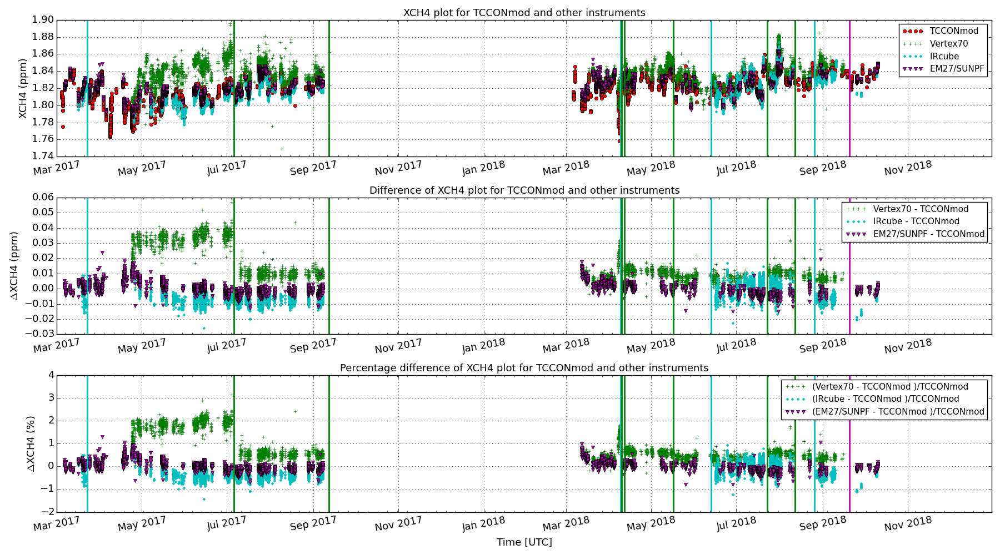 XCH4 plot for TCCONmod and other instruments
XCH4 (ppm)
1.90
1.88
1.86
1.84
1.82
1.80
1.78
1.76
1.74
TCCONmod
Vertex70
IRcube
EM27/SUNPF
Mar 2017 May 2017 Jul 2017 Sep 2017 Nov 2017 Jan 2018 Mar 2018 May 2018 Jul 2018 Sep 2018 Nov 2018
Difference of XCH4 plot for TCCONmod and other instruments
ΔXCH4 (ppm)
0.06
0.05
0.04
0.03
0.02
0.01
0.00
−0.01
−0.02
−0.03
Vertex70 - TCCONmod
IRcube - TCCONmod
EM27/SUNPF - TCCONmod
Mar 2017 May 2017 Jul 2017 Sep 2017 Nov 2017 Jan 2018 Mar 2018 May 2018 Jul 2018 Sep 2018 Nov 2018
Percentage difference of XCH4 plot for TCCONmod and other instruments
ΔXCH4 (%)
4
3
2
1
0
−1
−2
(Vertex70 - TCCONmod )/TCCONmod
(IRcube - TCCONmod )/TCCONmod
(EM27/SUNPF - TCCONmod )/TCCONmod
Mar 2017 May 2017 Jul 2017 Sep 2017 Nov 2017 Jan 2018 Mar 2018 May 2018 Jul 2018 Sep 2018 Nov 2018
Time [UTC]